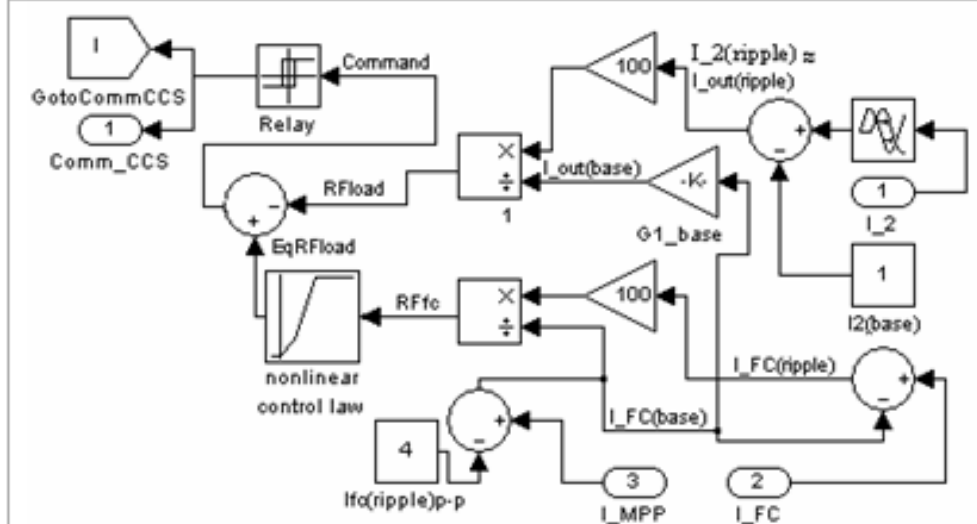 I
GotoCommCCS
1
Comm_CCS
Relay
Command
100
I_2(ripple) ≈
I_out(ripple)
+
−
1
I_2
1
I2(base)
RFload
×
÷
1
I_out(base)
-K-
G1_base
−
+
EqRFload
nonlinear
control law
RFfc
×
÷
100
I_FC(ripple)
+
−
I_FC(base)
4
Ifc(ripple)p-p
+
−
3
I_MPP
2
I_FC